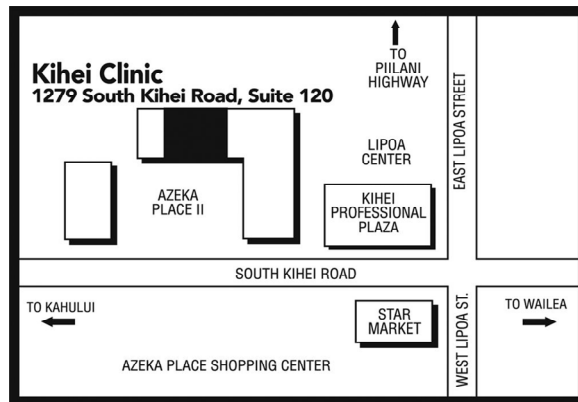 Kihei Clinic
1279 South Kihei Road, Suite 120
TO
PIILANI
HIGHWAY
EAST LIPOA STREET
LIPOA
CENTER
AZEKA
PLACE II
KIHEI
PROFESSIONAL
PLAZA
SOUTH KIHEI ROAD
TO KAHULUI
STAR
MARKET
WEST LIPOA ST.
TO WAILEA
AZEKA PLACE SHOPPING CENTER